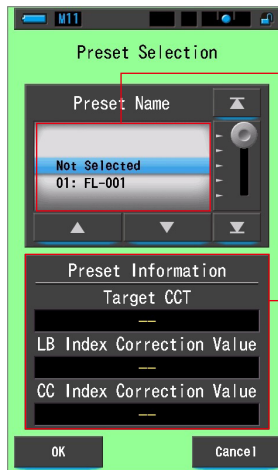 M11
Preset Selection
Preset Name
Not Selected
01: FL-001
Preset Information
Target CCT
--
LB Index Correction Value
--
CC Index Correction Value
--
OK
Cancel